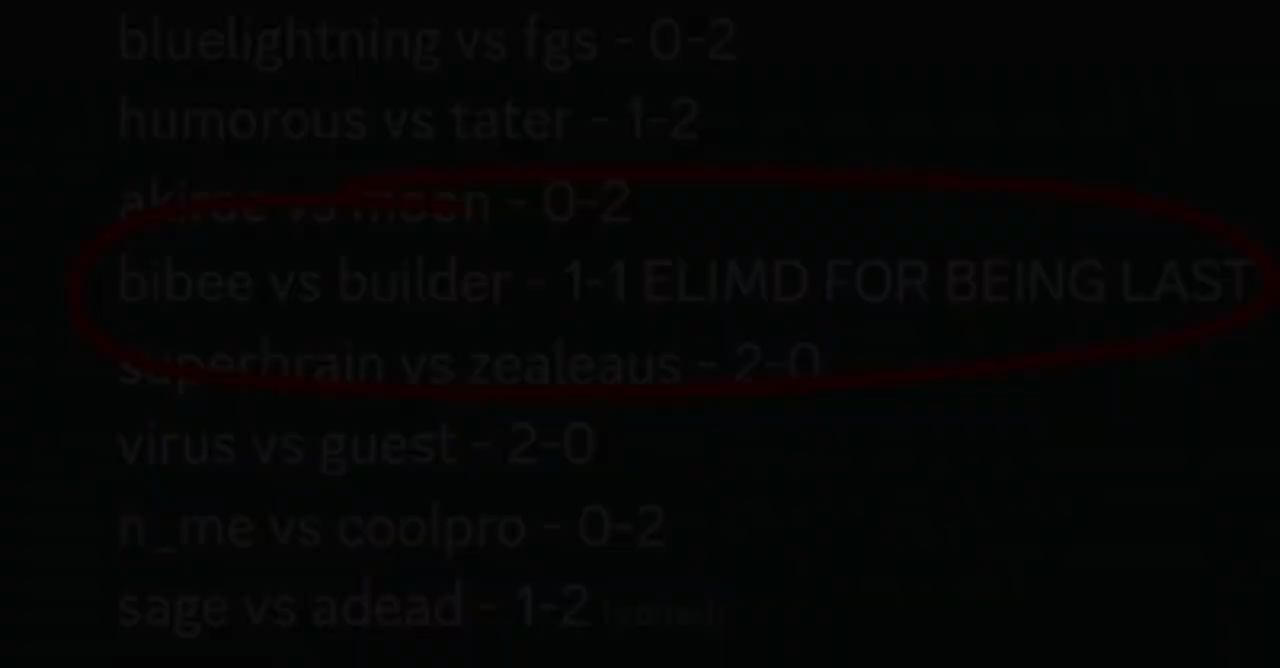 bluelightning vs fgs - 0-2
humorous vs tater - 1-2
akirae vs moon - 0-2
bibee vs builder - 1-1 ELIMD FOR BEING LAST
superbrain vs zealeaus - 2-0
virus vs guest - 2-0
n_me vs coolpro - 0-2
sage vs adead - 1-2 (edited)